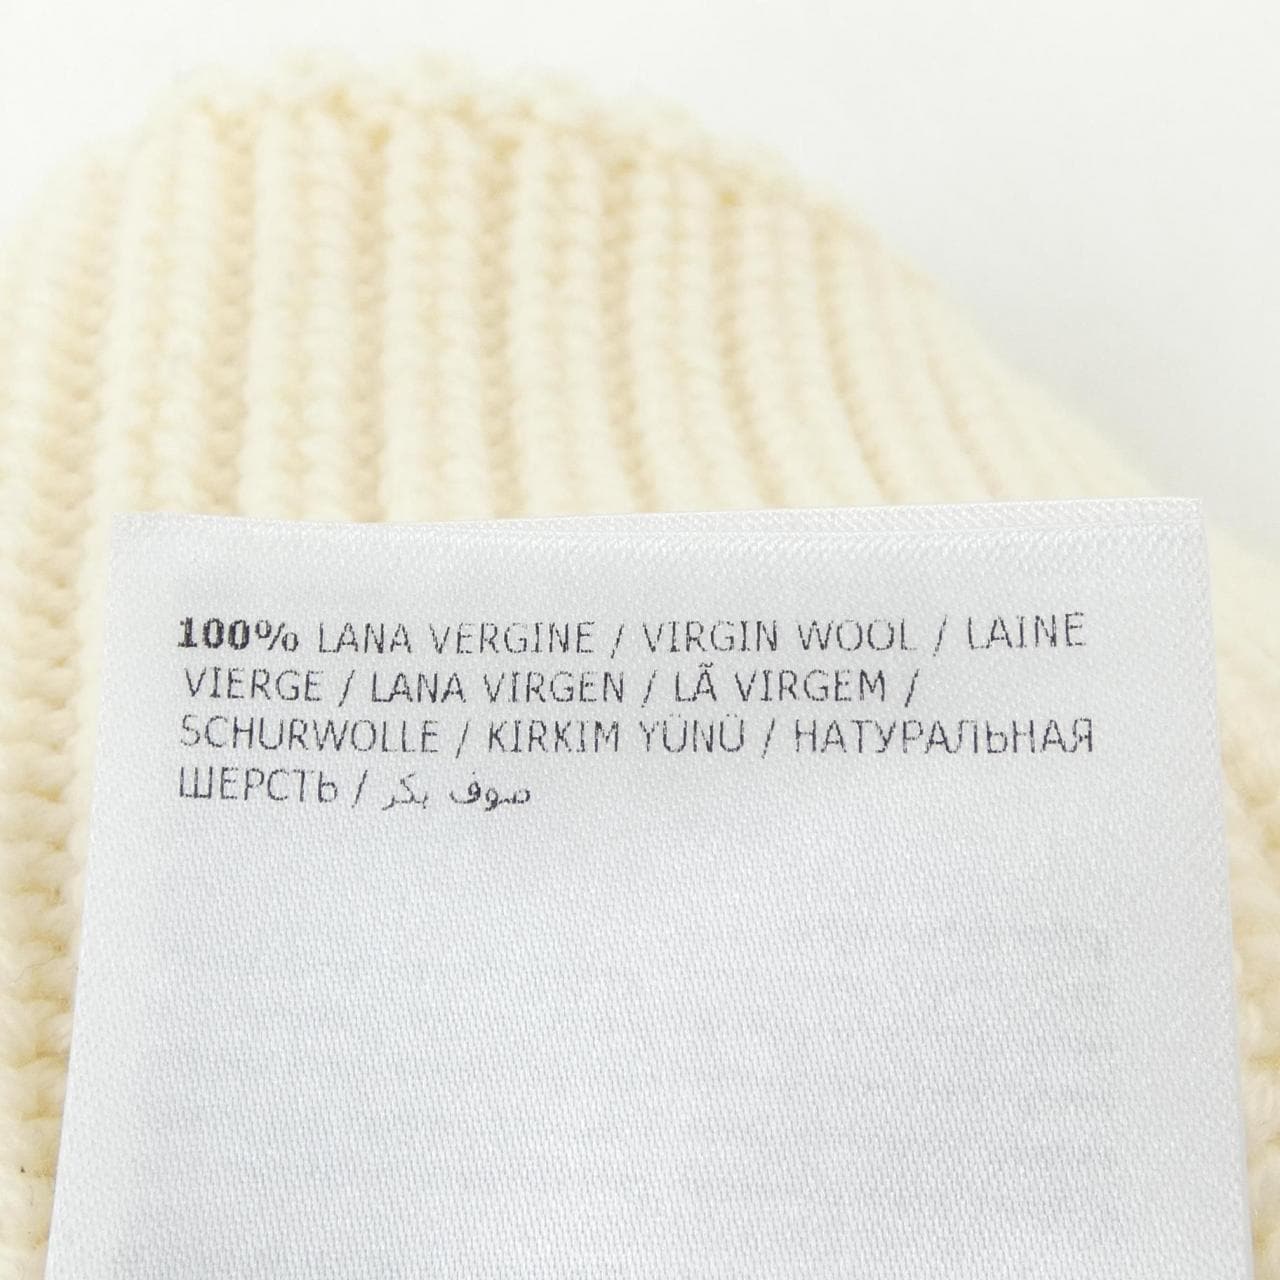 100% LANA VERGINE / VIRGIN WOOL / LAINE
VIERGE / LANA VIRGEN / LÃ VIRGEM /
SCHURWOLLE / KIRKIM YÜNÜ / НАТУРАЛЬНАЯ
ШЕРСТЬ / صوف بكر